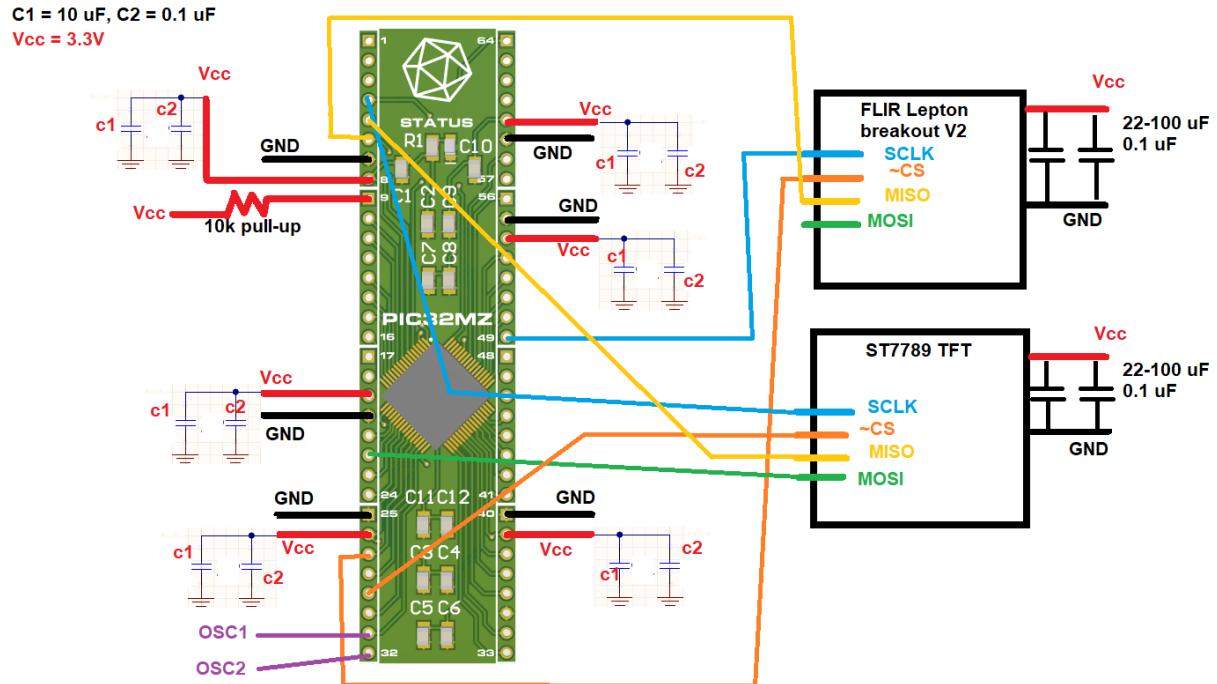 C1 = 10 uF, C2 = 0.1 uF
Vcc = 3.3V
1
64
Vcc
c1
c2
STATUS
R1
C10
GND
8
57
Vcc
GND
c1
c2
FLIR Lepton
breakout V2
SCLK
~CS
MISO
MOSI
Vcc
22-100 uF
0.1 uF
GND
9
56
C1
C2
C9
Vcc
10k pull-up
C7
C8
GND
Vcc
c1
c2
PIC32MZ
16
49
17
48
ST7789 TFT
SCLK
~CS
MISO
MOSI
Vcc
22-100 uF
0.1 uF
GND
Vcc
c1
c2
GND
24
41
C11
C12
GND
25
40
GND
Vcc
c1
c2
C3
C4
Vcc
c1
c2
C5
C6
OSC1
OSC2
32
33